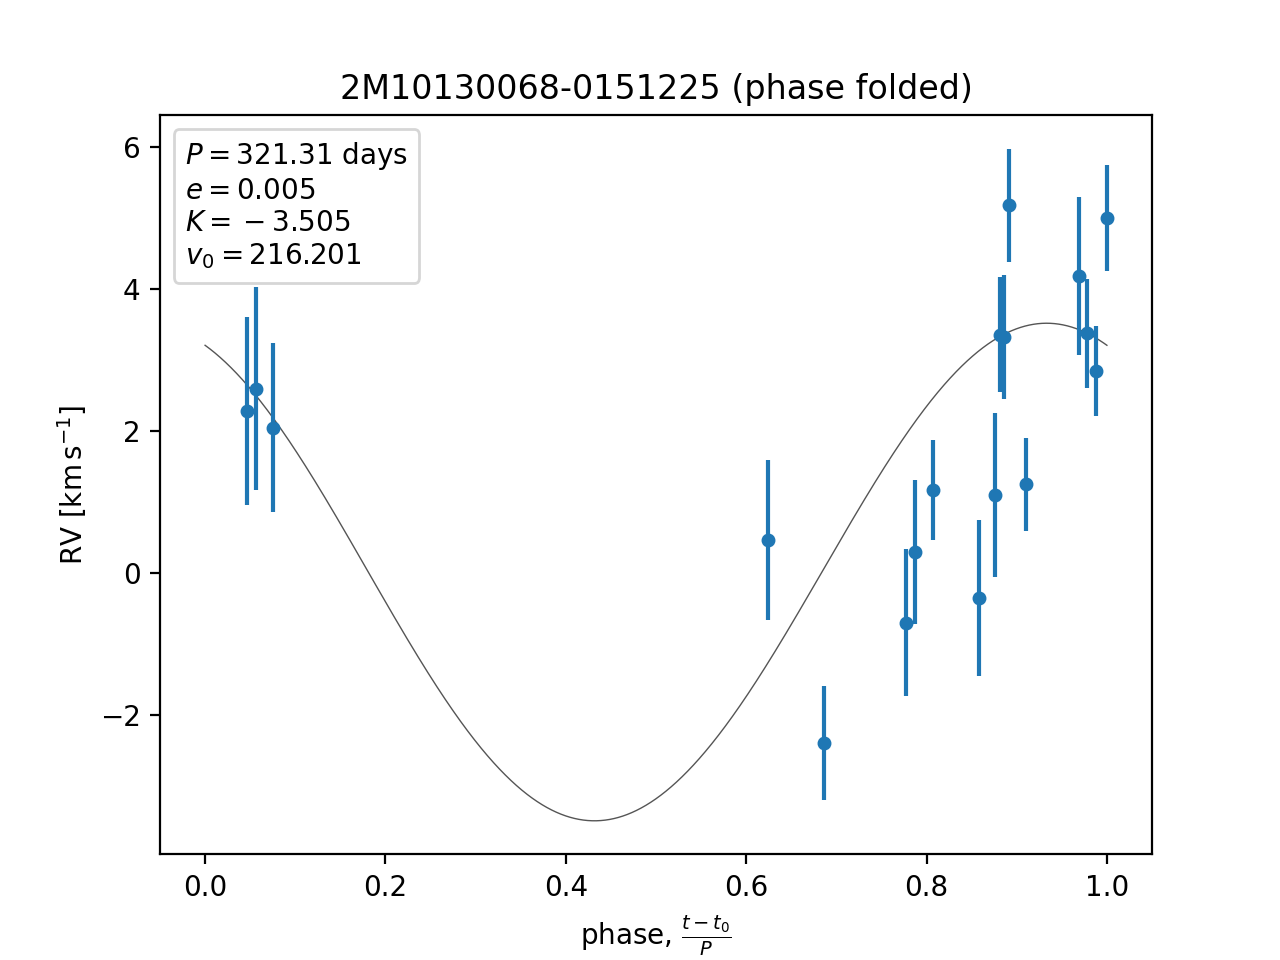 2M10130068-0151225 (phase folded)
P = 321.31 days
e = 0.005
K = −3.505
v₀ = 216.201
6
4
2
0
−2
RV [km s⁻¹]
0.0 0.2 0.4 0.6 0.8 1.0
phase, (t − t₀)/P